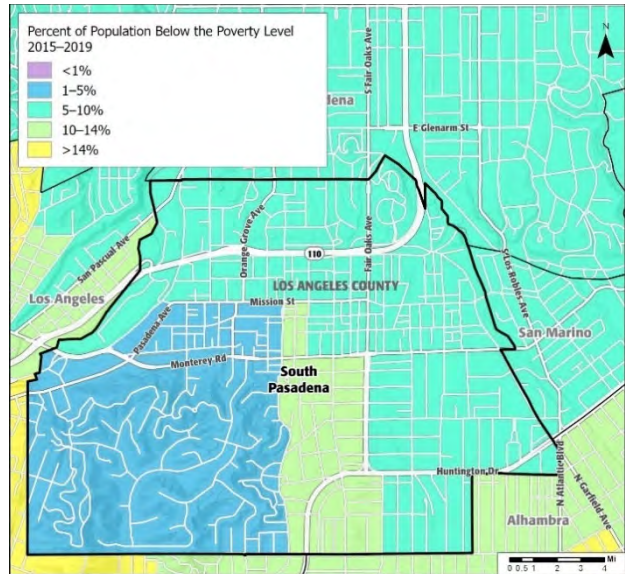 Percent of Population Below the Poverty Level
2015–2019
<1%
1–5%
5–10%
10–14%
>14%
N
S Fair Oaks Ave
dena
E Glenarm St
Orange Grove Ave
San Pascual Ave
110
Fair Oaks Ave
S Los Robles Ave
Los Angeles
LOS ANGELES COUNTY
Mission St
San Marino
Pasadena Ave
Monterey Rd
South
Pasadena
Huntington Dr
N Atlantic Blvd
N Garfield Ave
Alhambra
Mi
0 0.5 1 2 3 4